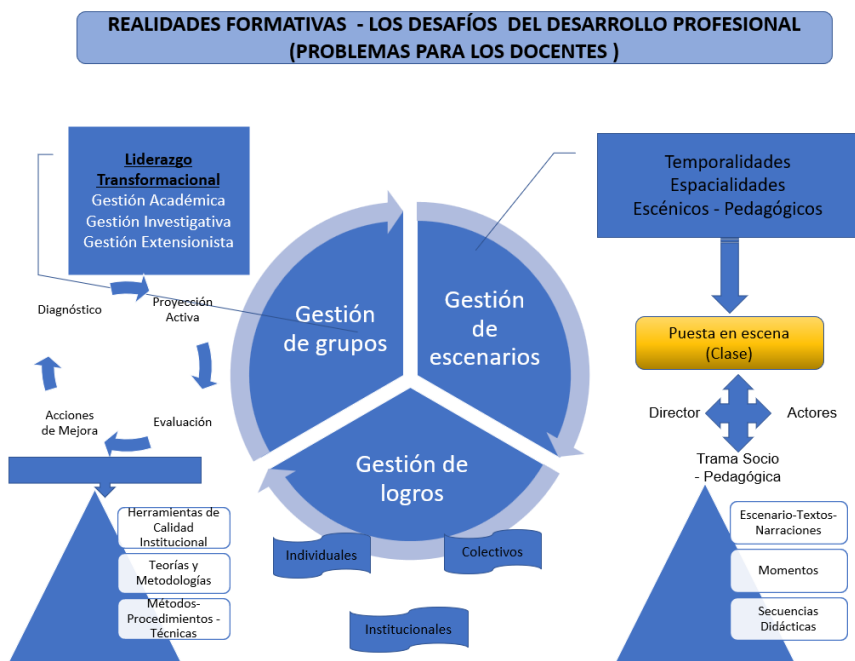 REALIDADES FORMATIVAS - LOS DESAFÍOS DEL DESARROLLO PROFESIONAL
(PROBLEMAS PARA LOS DOCENTES )
Liderazgo
Transformacional
Gestión Académica
Gestión Investigativa
Gestión Extensionista
Diagnóstico
Proyección
Activa
Evaluación
Acciones
de Mejora
Herramientas de
Calidad
Institucional
Teorías y
Metodologías
Métodos-
Procedimientos -
Técnicas
Gestión
de grupos
Gestión
de
escenarios
Gestión de
logros
Individuales
Colectivos
Institucionales
Temporalidades
Espacialidades
Escénicos - Pedagógicos
Puesta en escena
(Clase)
Director
Actores
Trama Socio
- Pedagógica
Escenario-Textos-
Narraciones
Momentos
Secuencias
Didácticas